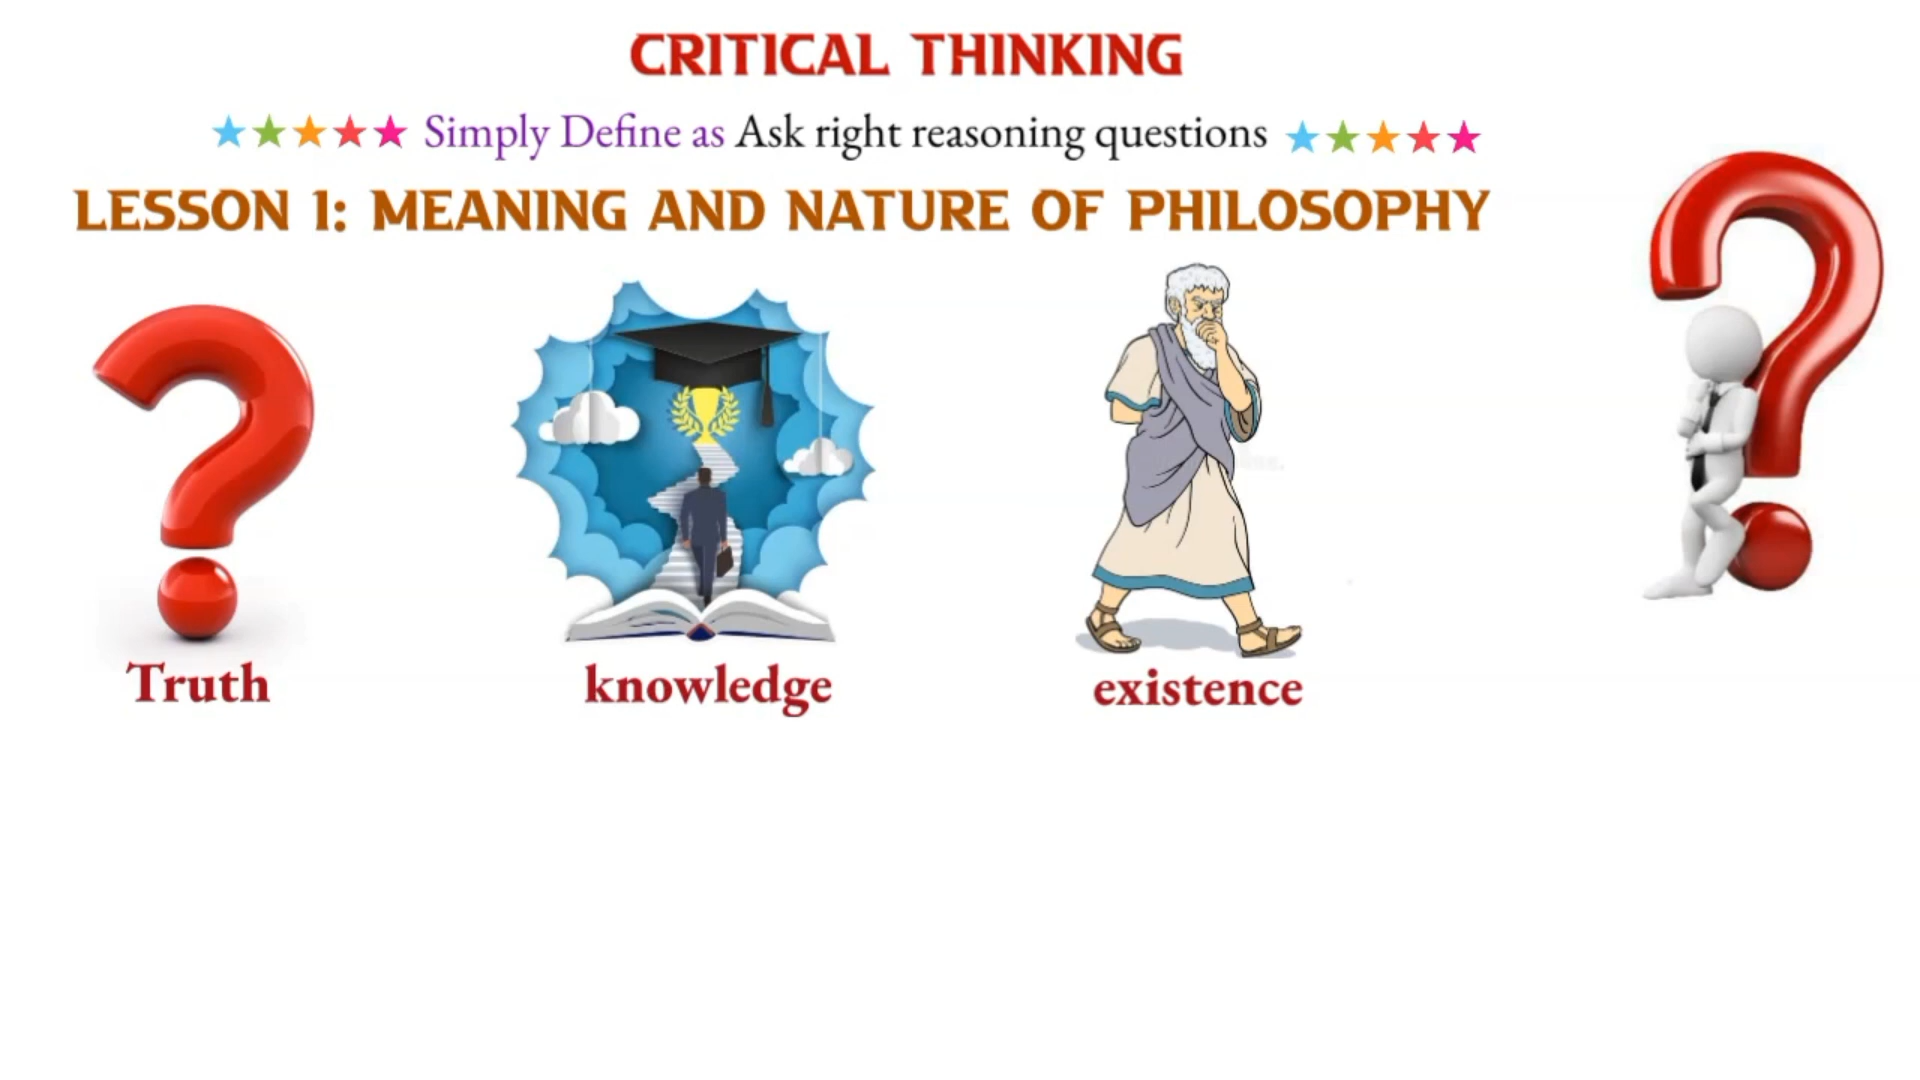 CRITICAL THINKING
Simply Define as Ask right reasoning questions
LESSON 1: MEANING AND NATURE OF PHILOSOPHY
Truth
knowledge
existence